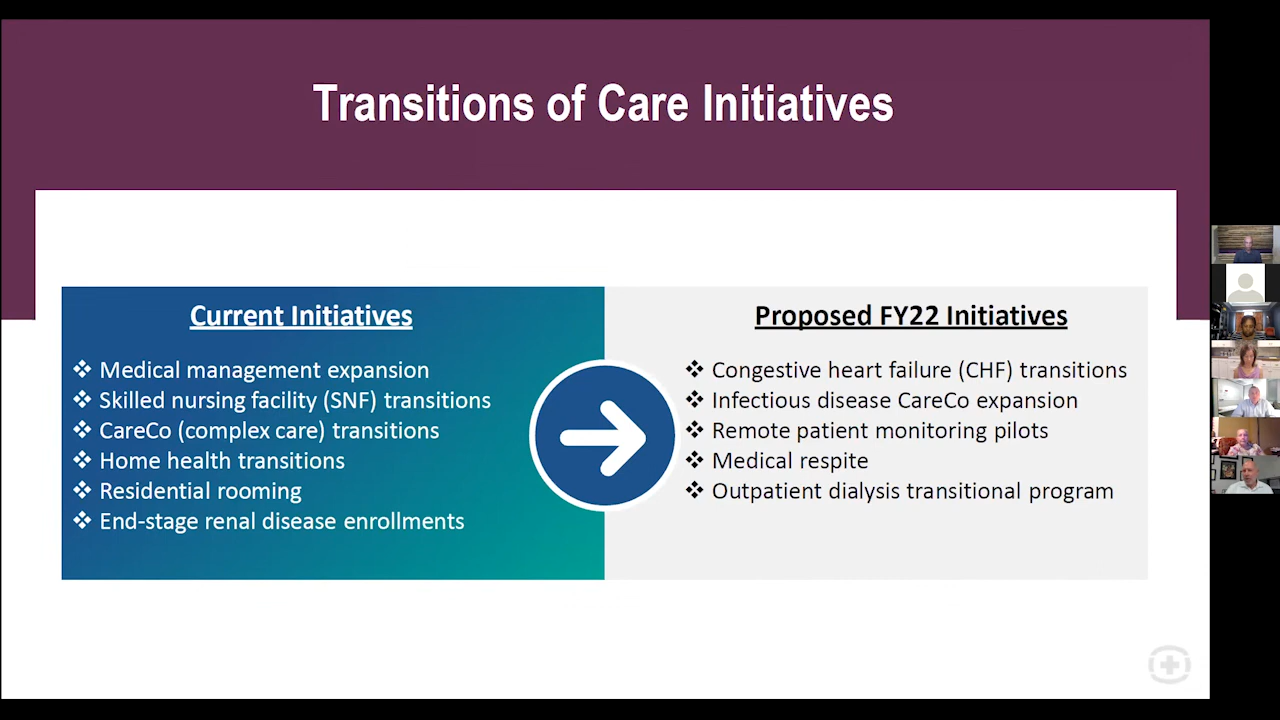 Transitions of Care Initiatives
Current Initiatives
❖ Medical management expansion
❖ Skilled nursing facility (SNF) transitions
❖ CareCo (complex care) transitions
❖ Home health transitions
❖ Residential rooming
❖ End-stage renal disease enrollments
Proposed FY22 Initiatives
❖ Congestive heart failure (CHF) transitions
❖ Infectious disease CareCo expansion
❖ Remote patient monitoring pilots
❖ Medical respite
❖ Outpatient dialysis transitional program